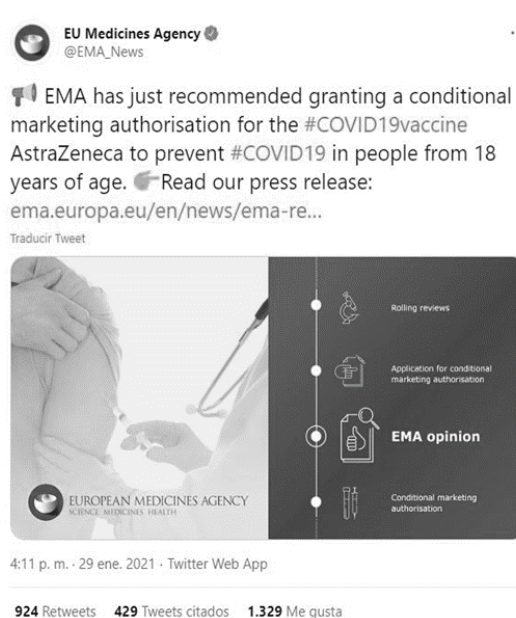 EU Medicines Agency
@EMA_News
EMA has just recommended granting a conditional
marketing authorisation for the #COVID19vaccine
AstraZeneca to prevent #COVID19 in people from 18
years of age. Read our press release:
ema.europa.eu/en/news/ema-re...
Traducir Tweet
Rolling reviews
Application for conditional
marketing authorisation
EMA opinion
EUROPEAN MEDICINES AGENCY
SCIENCE MEDICINES HEALTH
Conditional marketing
authorisation
4:11 p. m. · 29 ene. 2021 · Twitter Web App
924 Retweets 429 Tweets citados 1.329 Me gusta